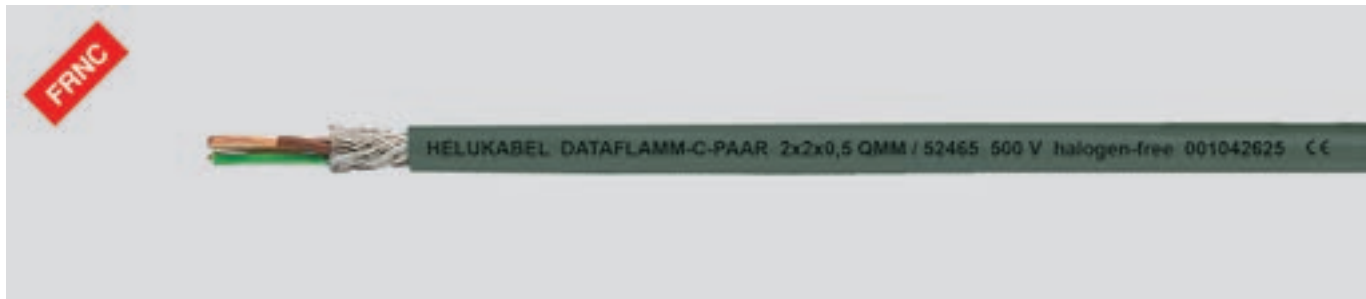 FRNC
HELUKABEL DATAFLAMM-C-PAAR 2x2x0,5 QMM / 52465 500 V halogen-free 001042625 CE